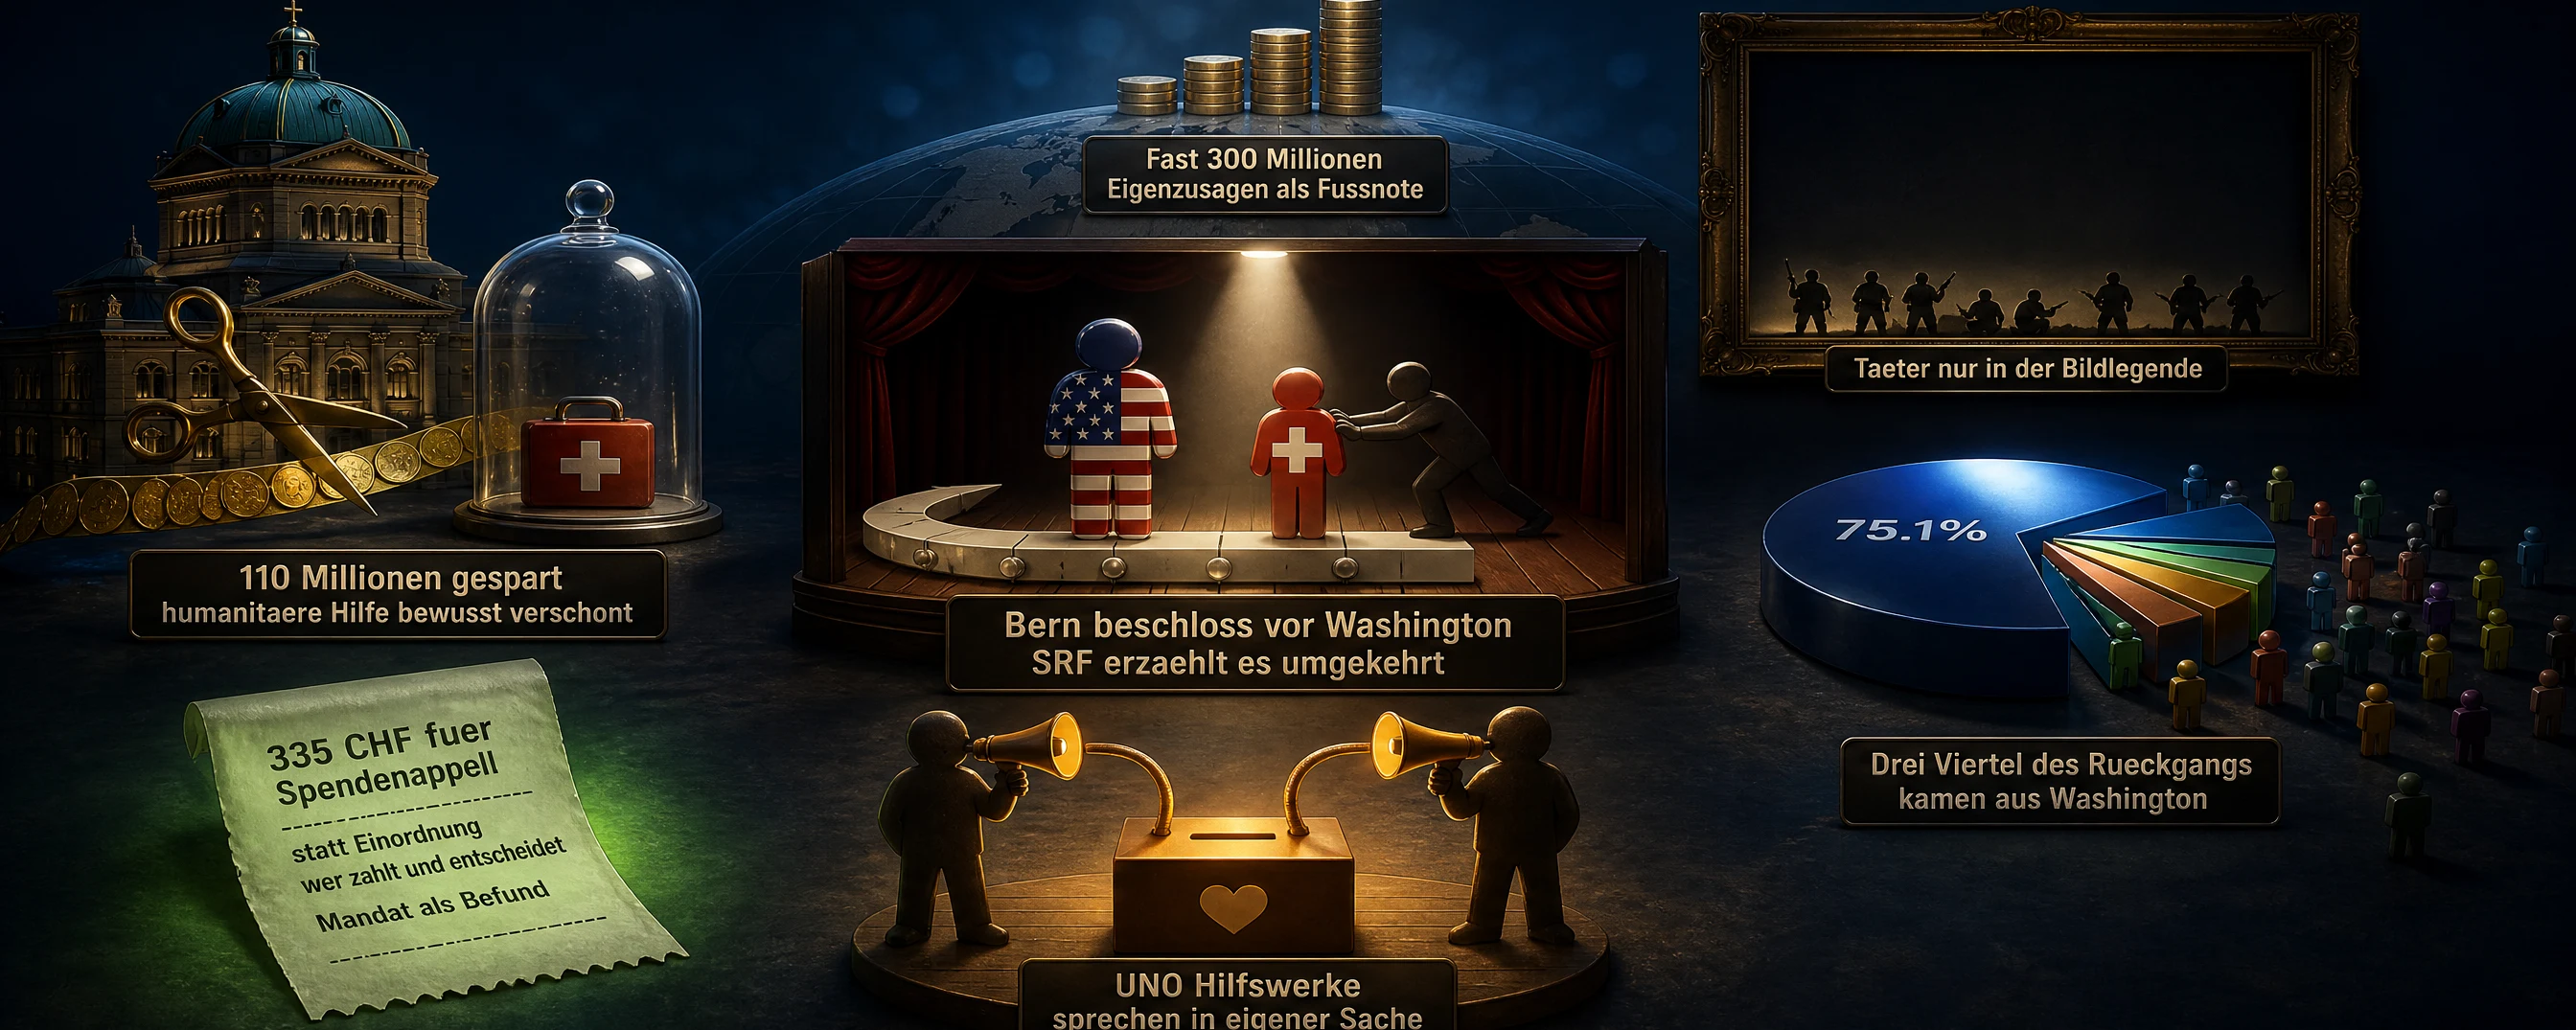 Fast 300 Millionen
Eigenzusagen als Fussnote
Taeter nur in der Bildlegende
110 Millionen gespart
humanitaere Hilfe bewusst verschont
Bern beschloss vor Washington
SRF erzaehlt es umgekehrt
75.1%
Drei Viertel des Rueckgangs
kamen aus Washington
335 CHF fuer
Spendenappell
statt Einordnung
wer zahlt und entscheidet
Mandat als Befund
UNO Hilfswerke
sprechen in eigener Sache